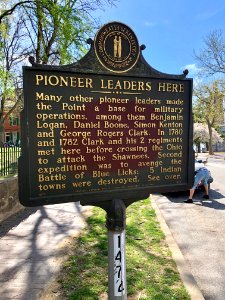 PIONEER LEADERS HERE
Many other pioneer leaders made
the Point a base for military
operations, among them Benjamin
Logan, Daniel Boone, Simon Kenton
and George Rogers Clark. In 1780
and 1782 Clark and his 2 regiments
met here before crossing the Ohio
to attack the Shawnees. Second
expedition was to avenge the
Battle of Blue Licks; 5 Indian
towns were destroyed. See over.
1494